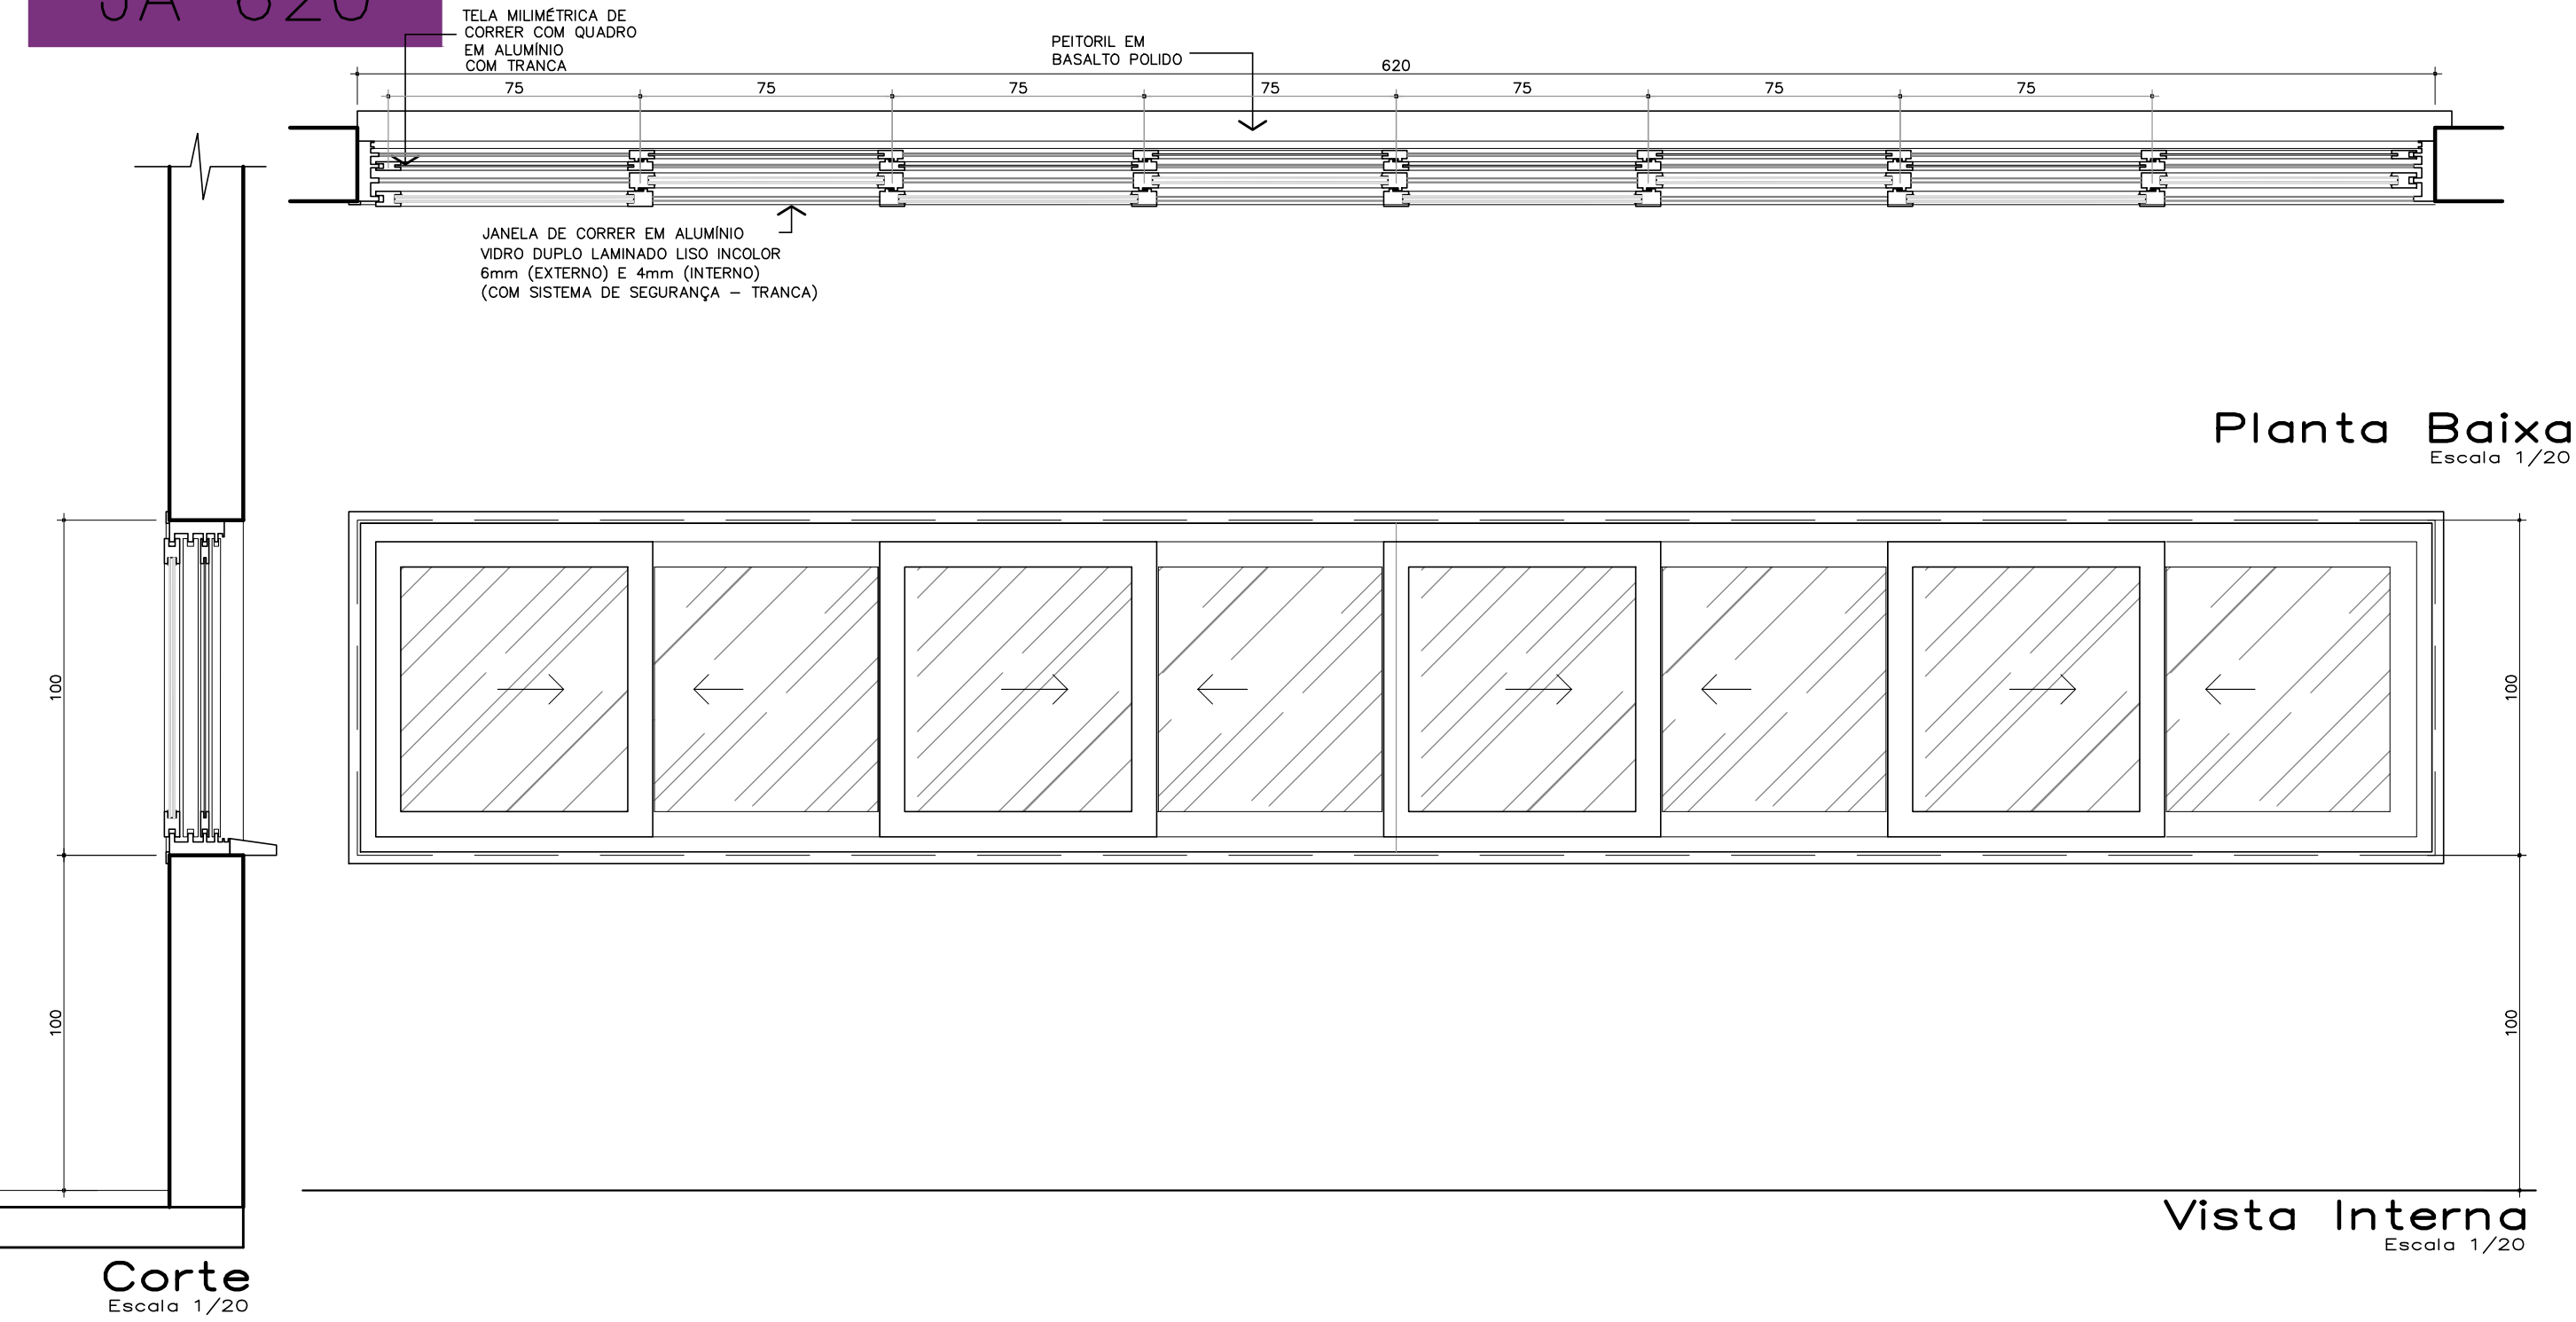 JA 620
TELA MILIMÉTRICA DE
CORRER COM QUADRO
EM ALUMÍNIO
COM TRANCA
PEITORIL EM
BASALTO POLIDO
620
75 75 75 75 75 75 75
JANELA DE CORRER EM ALUMÍNIO
VIDRO DUPLO LAMINADO LISO INCOLOR
6mm (EXTERNO) E 4mm (INTERNO)
(COM SISTEMA DE SEGURANÇA – TRANCA)
Planta Baixa
Escala 1/20
100
100
100
100
Vista Interna
Escala 1/20
Corte
Escala 1/20